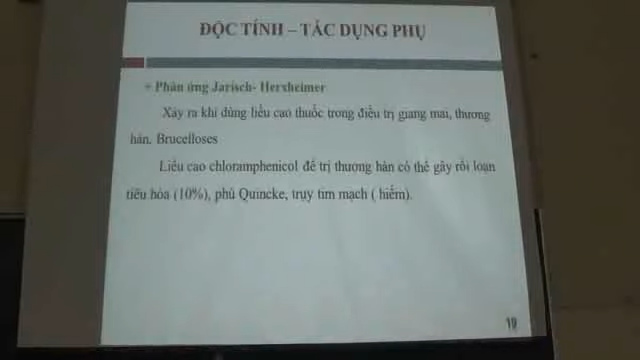 ĐỘC TÍNH – TÁC DỤNG PHỤ
+ Phản ứng Jarisch- Herxheimer
Xảy ra khi dùng liều cao thuốc trong điều trị giang mai, thương
hàn. Brucelloses
Liều cao chloramphenicol để trị thương hàn có thể gây rối loạn
tiêu hóa (10%), phù Quincke, trụy tim mạch ( hiếm).
19